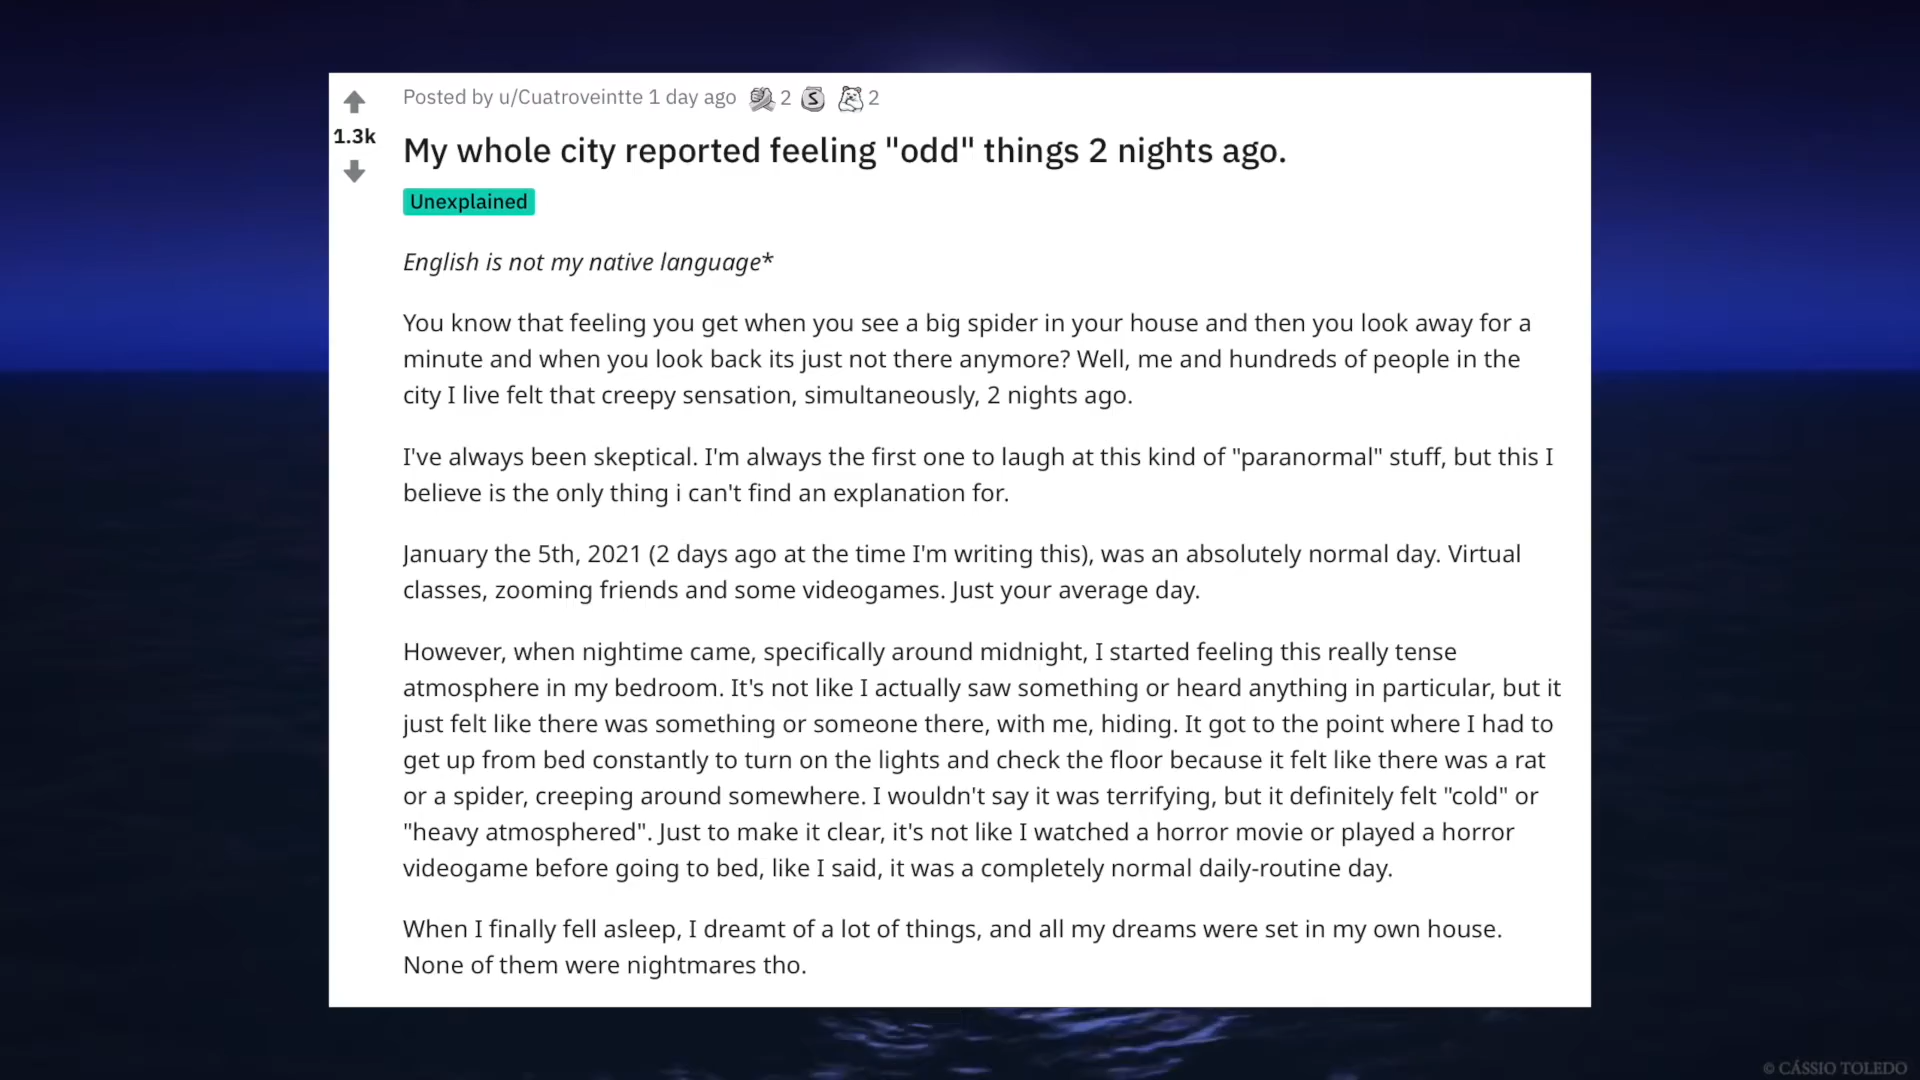 Posted by u/Cuatroveintte 1 day ago 2 S 2
1.3k
My whole city reported feeling "odd" things 2 nights ago.
Unexplained
English is not my native language*
You know that feeling you get when you see a big spider in your house and then you look away for a
minute and when you look back its just not there anymore? Well, me and hundreds of people in the
city I live felt that creepy sensation, simultaneously, 2 nights ago.
I've always been skeptical. I'm always the first one to laugh at this kind of "paranormal" stuff, but this I
believe is the only thing i can't find an explanation for.
January the 5th, 2021 (2 days ago at the time I'm writing this), was an absolutely normal day. Virtual
classes, zooming friends and some videogames. Just your average day.
However, when nightime came, specifically around midnight, I started feeling this really tense
atmosphere in my bedroom. It's not like I actually saw something or heard anything in particular, but it
just felt like there was something or someone there, with me, hiding. It got to the point where I had to
get up from bed constantly to turn on the lights and check the floor because it felt like there was a rat
or a spider, creeping around somewhere. I wouldn't say it was terrifying, but it definitely felt "cold" or
"heavy atmosphered". Just to make it clear, it's not like I watched a horror movie or played a horror
videogame before going to bed, like I said, it was a completely normal daily-routine day.
When I finally fell asleep, I dreamt of a lot of things, and all my dreams were set in my own house.
None of them were nightmares tho.
© CÁSSIO TOLEDO